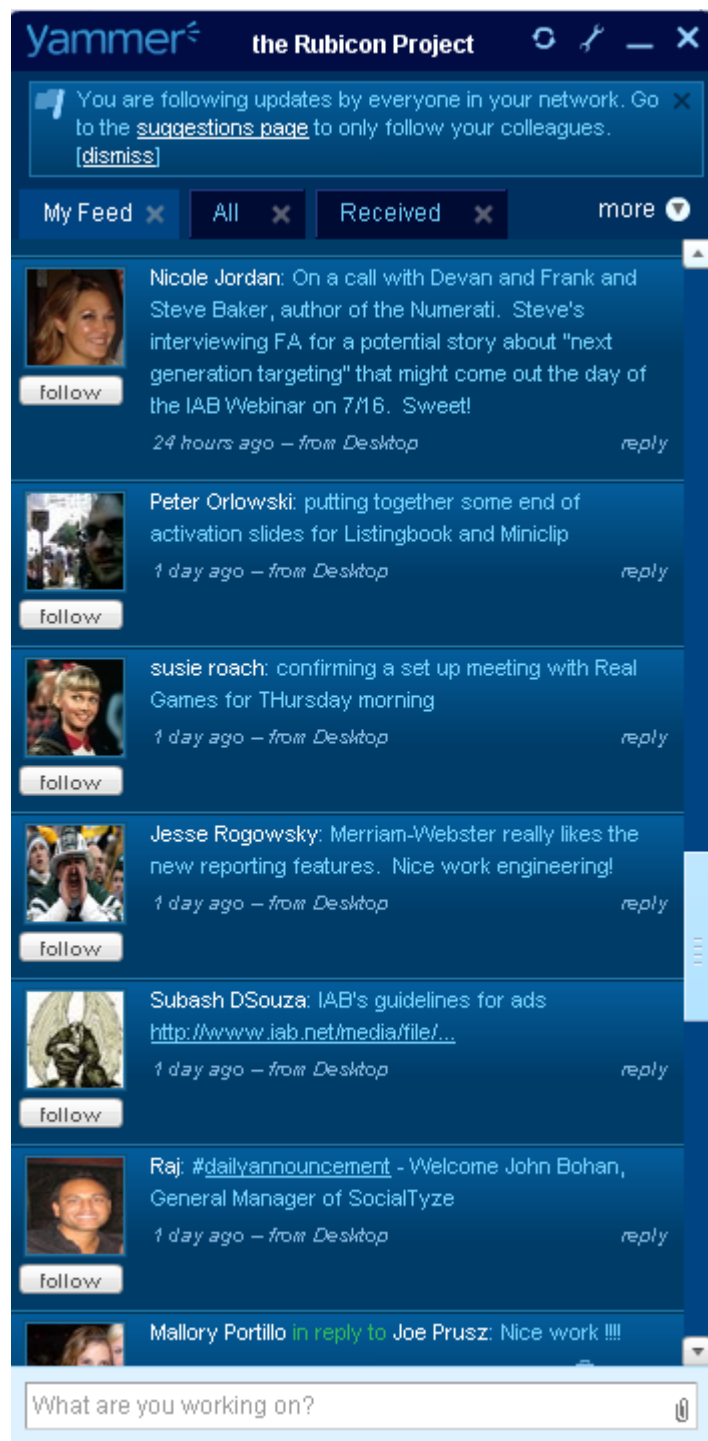 yammer
the Rubicon Project
You are following updates by everyone in your network. Go
to the suggestions page to only follow your colleagues.
[dismiss]
My Feed
All
Received
more
Nicole Jordan: On a call with Devan and Frank and
Steve Baker, author of the Numerati. Steve's
interviewing FA for a potential story about "next
generation targeting" that might come out the day of
the IAB Webinar on 7/16. Sweet!
follow
24 hours ago – from Desktop
reply
Peter Orlowski: putting together some end of
activation slides for Listingbook and Miniclip
1 day ago – from Desktop
reply
follow
susie roach: confirming a set up meeting with Real
Games for THursday morning
1 day ago – from Desktop
reply
follow
Jesse Rogowsky: Merriam-Webster really likes the
new reporting features. Nice work engineering!
1 day ago – from Desktop
reply
follow
Subash DSouza: IAB's guidelines for ads
http://www.iab.net/media/file/...
1 day ago – from Desktop
reply
follow
Raj: #dailyannouncement - Welcome John Bohan,
General Manager of SocialTyze
1 day ago – from Desktop
reply
follow
Mallory Portillo in reply to Joe Prusz: Nice work !!!!
What are you working on?